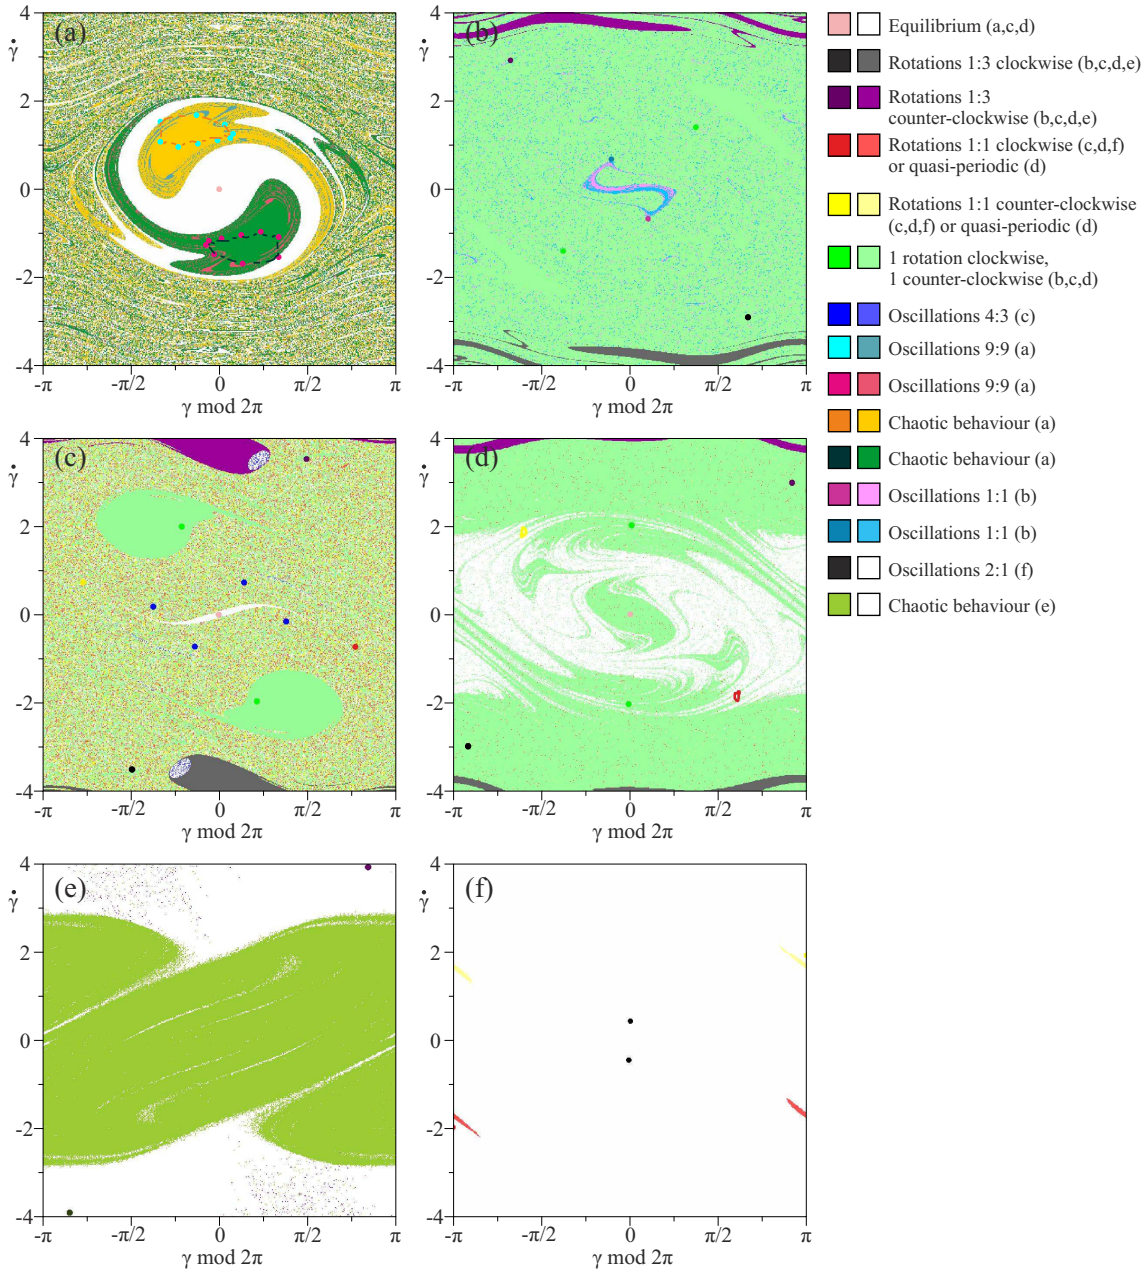 (a)
γ̇
4
2
0
-2
-4
-π
-π/2
0
π/2
π
γ mod 2π
(b)
γ̇
4
2
0
-2
-4
-π
-π/2
0
π/2
π
γ mod 2π
Equilibrium (a,c,d)
Rotations 1:3 clockwise (b,c,d,e)
Rotations 1:3
counter-clockwise (b,c,d,e)
Rotations 1:1 clockwise (c,d,f)
or quasi-periodic (d)
Rotations 1:1 counter-clockwise
(c,d,f) or quasi-periodic (d)
1 rotation clockwise,
1 counter-clockwise (b,c,d)
Oscillations 4:3 (c)
Oscillations 9:9 (a)
Oscillations 9:9 (a)
Chaotic behaviour (a)
Chaotic behaviour (a)
Oscillations 1:1 (b)
Oscillations 1:1 (b)
Oscillations 2:1 (f)
Chaotic behaviour (e)
(c)
γ̇
4
2
0
-2
-4
-π
-π/2
0
π/2
π
γ mod 2π
(d)
γ̇
4
2
0
-2
-4
-π
-π/2
0
π/2
π
γ mod 2π
(e)
γ̇
4
2
0
-2
-4
-π
-π/2
0
π/2
π
γ mod 2π
(f)
γ̇
4
2
0
-2
-4
-π
-π/2
0
π/2
π
γ mod 2π